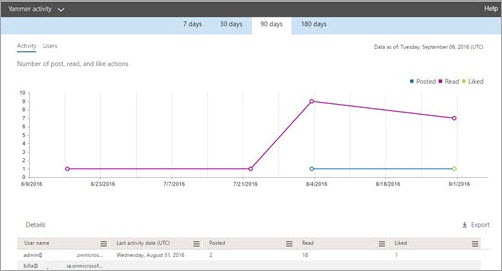 Yammer activity
Help
7 days 30 days 90 days 180 days
Activity Users
Data as of: Tuesday, September 06, 2016 (UTC)
Number of post, read, and like actions
Posted Read Liked
10
9
8
7
6
5
4
3
2
1
0
6/9/2016 6/23/2016 7/7/2016 7/21/2016 8/4/2016 8/18/2016 9/1/2016
Details
Export
User name Last activity date (UTC) Posted Read Liked
admin@ .onmicros... Wednesday, August 31, 2016 2 18 1
billa@ .onmicrosof...